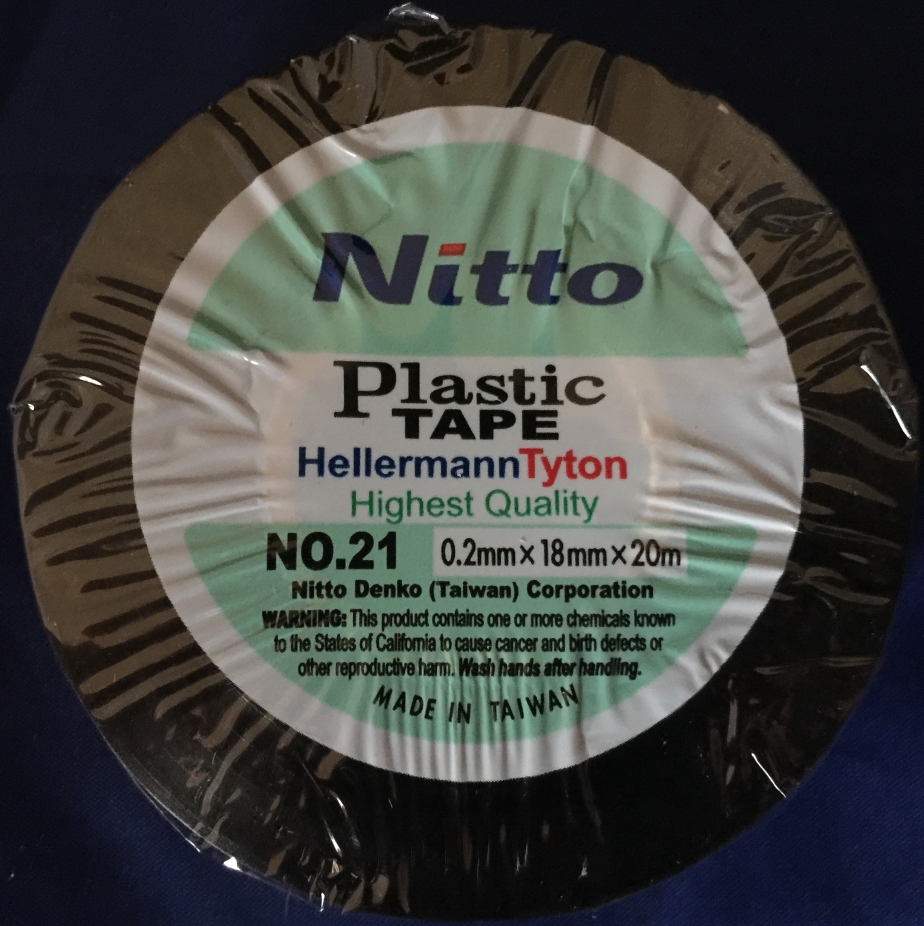 Nitto
Plastic
TAPE
HellermannTyton
Highest Quality
NO.21 0.2mm×18mm×20m
Nitto Denko (Taiwan) Corporation
WARNING: This product contains one or more chemicals known
to the States of California to cause cancer and birth defects or
other reproductive harm. Wash hands after handling.
MADE IN TAIWAN